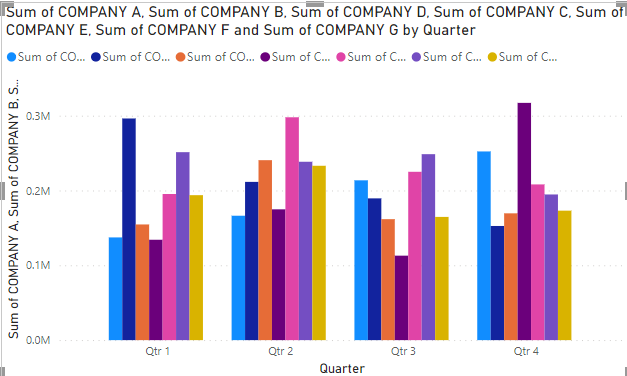 Sum of COMPANY A, Sum of COMPANY B, Sum of COMPANY D, Sum of COMPANY C, Sum of
COMPANY E, Sum of COMPANY F and Sum of COMPANY G by Quarter
Sum of CO... Sum of CO... Sum of CO... Sum of C... Sum of C... Sum of C... Sum of C...
Sum of COMPANY A, Sum of COMPANY B, S...
0.3M
0.2M
0.1M
0.0M
Qtr 1 Qtr 2 Qtr 3 Qtr 4
Quarter